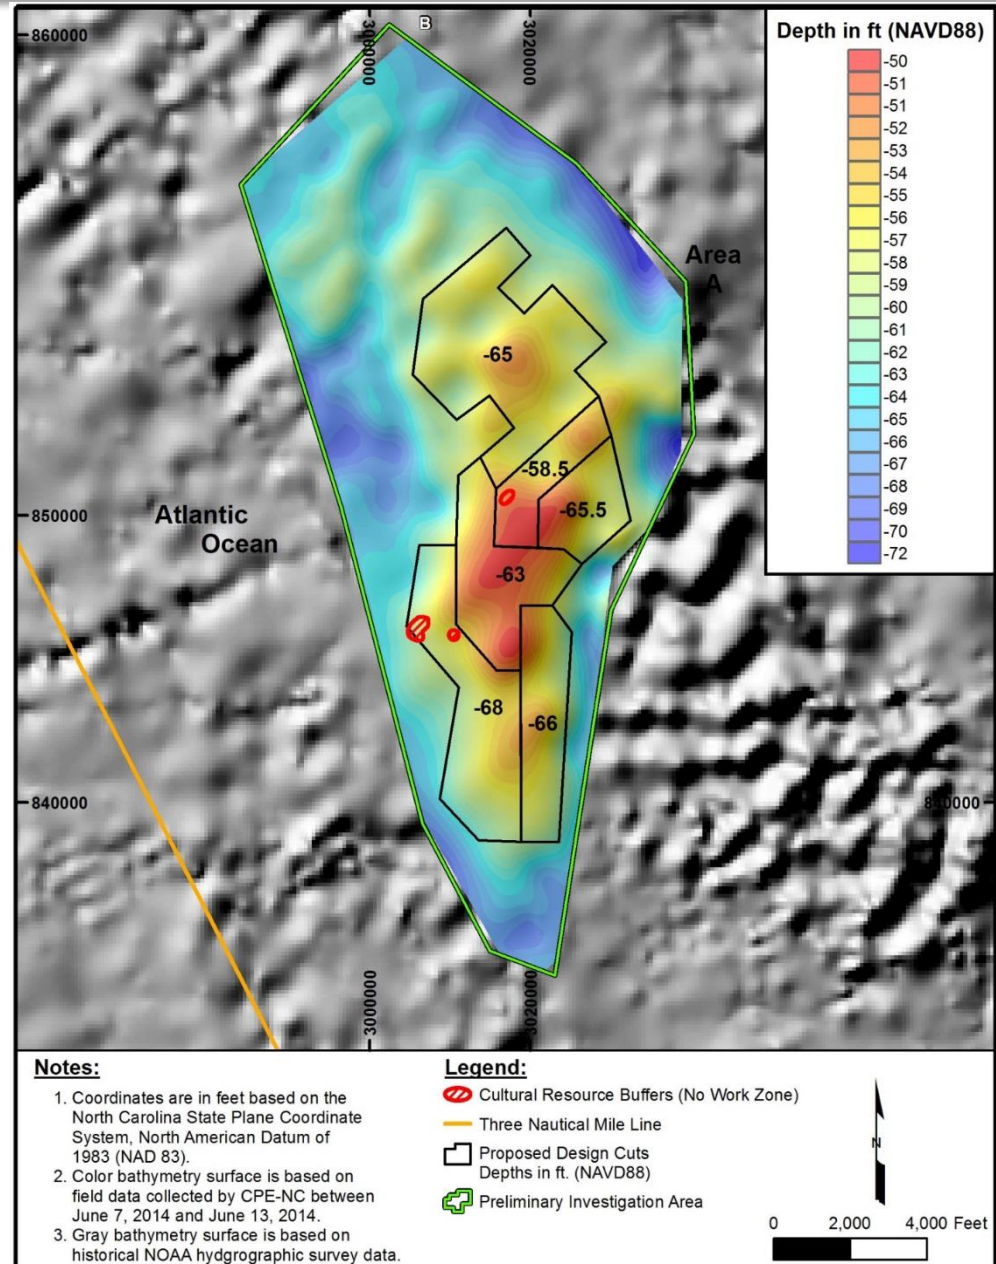 B
860000
3000000
3020000
Depth in ft (NAVD88)
-50
-51
-51
-52
-53
-54
-55
-56
-57
-58
-59
-60
-61
-62
-63
-64
-65
-66
-67
-68
-69
-70
-72
Area
A
-65
-58.5
-65.5
850000
Atlantic
Ocean
-63
-68
-66
840000
840000
3000000
3020000
Notes:
1. Coordinates are in feet based on the
North Carolina State Plane Coordinate
System, North American Datum of
1983 (NAD 83).
2. Color bathymetry surface is based on
field data collected by CPE-NC between
June 7, 2014 and June 13, 2014.
3. Gray bathymetry surface is based on
historical NOAA hydgrographic survey data.
Legend:
Cultural Resource Buffers (No Work Zone)
Three Nautical Mile Line
Proposed Design Cuts
Depths in ft. (NAVD88)
Preliminary Investigation Area
N
0 2,000 4,000 Feet